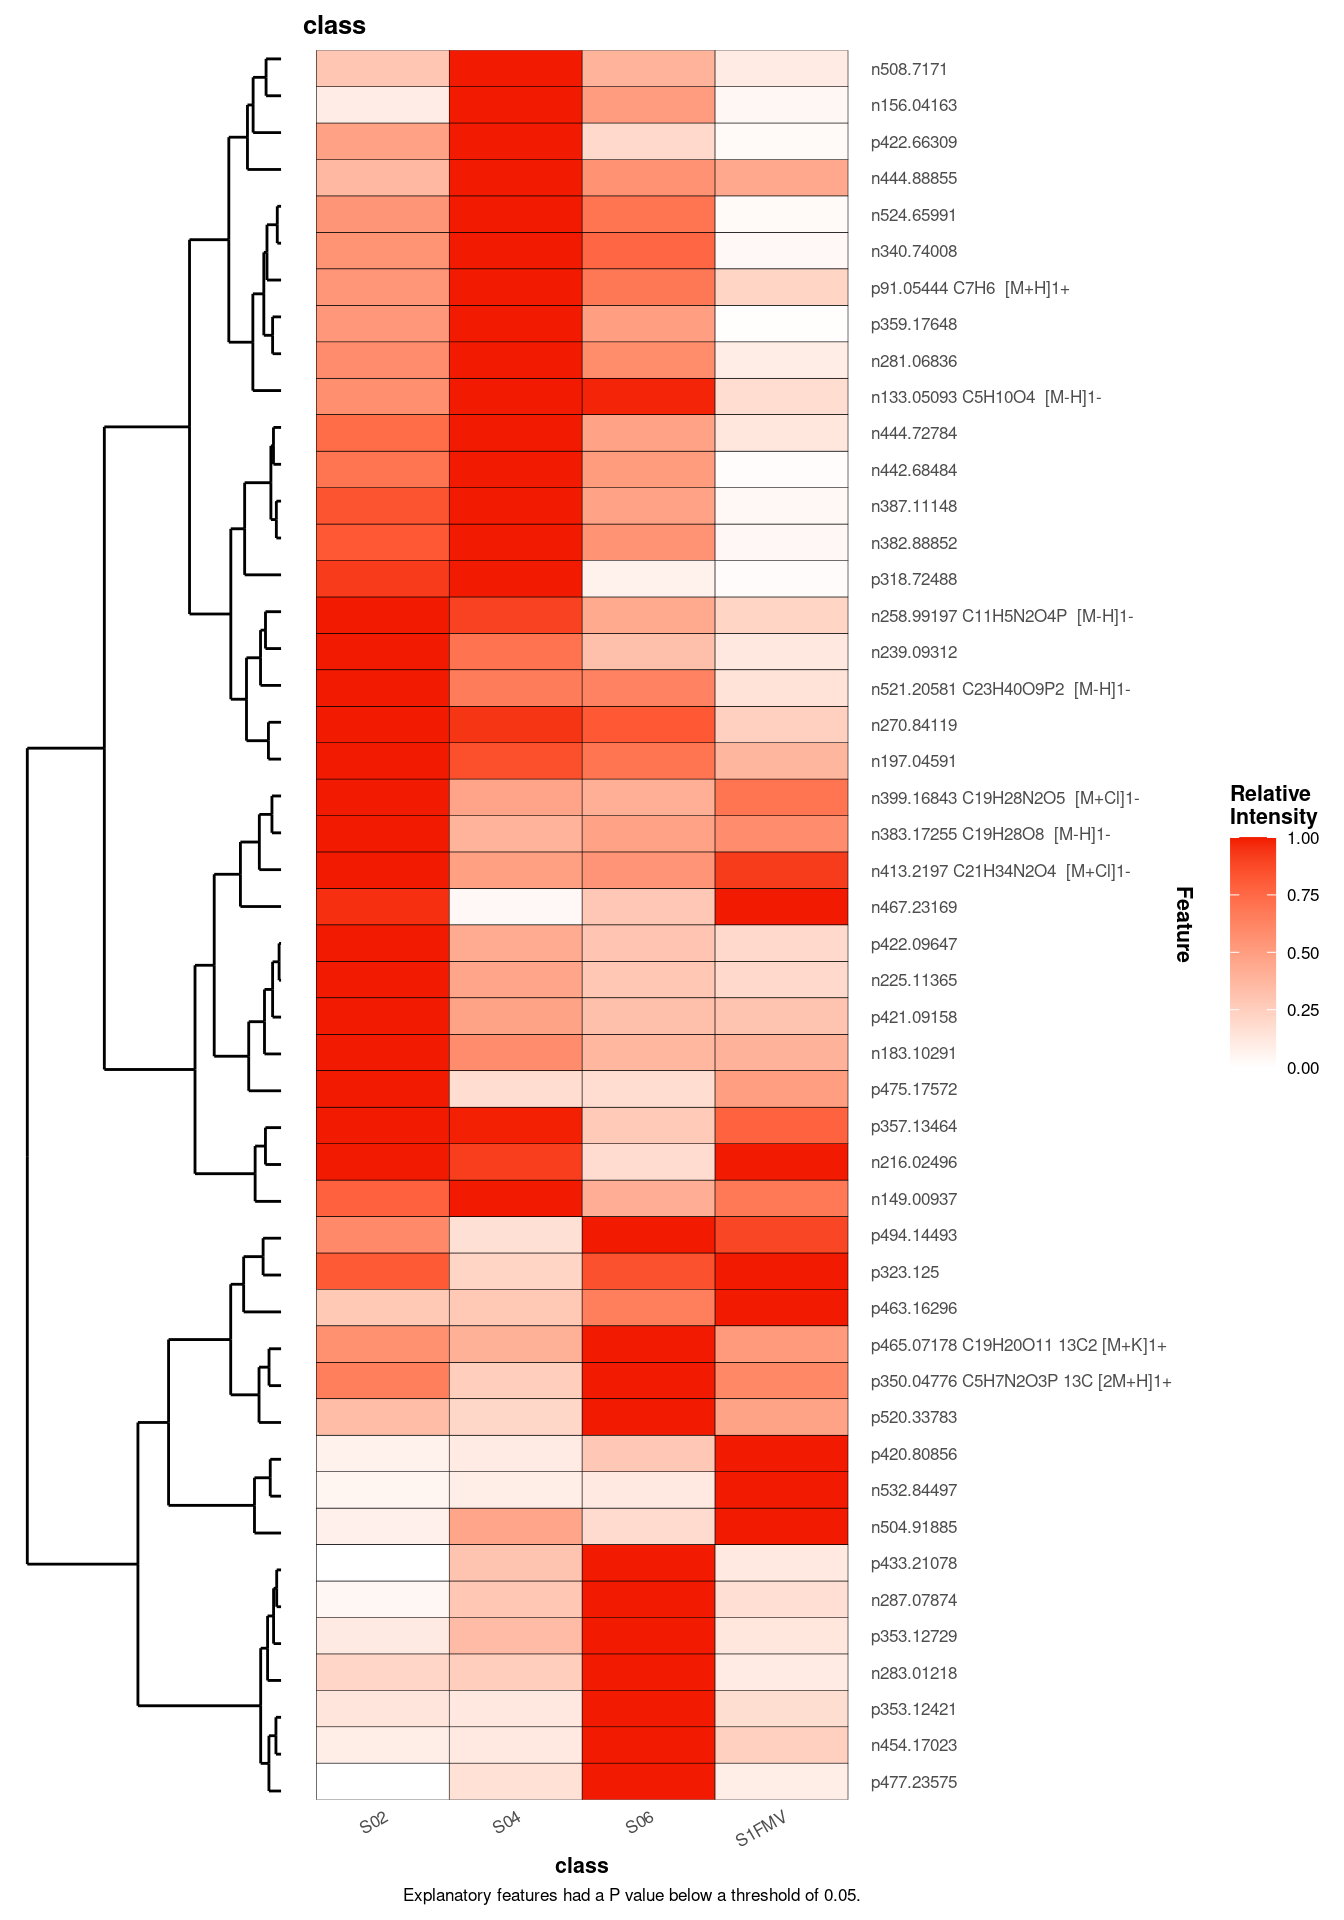 class
n508.7171
n156.04163
p422.66309
n444.88855
n524.65991
n340.74008
p91.05444 C7H6  [M+H]1+
p359.17648
n281.06836
n133.05093 C5H10O4  [M-H]1-
n444.72784
n442.68484
n387.11148
n382.88852
p318.72488
n258.99197 C11H5N2O4P  [M-H]1-
n239.09312
n521.20581 C23H40O9P2  [M-H]1-
n270.84119
n197.04591
n399.16843 C19H28N2O5  [M+Cl]1-
n383.17255 C19H28O8  [M-H]1-
n413.2197 C21H34N2O4  [M+Cl]1-
n467.23169
p422.09647
n225.11365
p421.09158
n183.10291
p475.17572
p357.13464
n216.02496
n149.00937
p494.14493
p323.125
p463.16296
p465.07178 C19H20O11 13C2 [M+K]1+
p350.04776 C5H7N2O3P 13C [2M+H]1+
p520.33783
p420.80856
n532.84497
n504.91885
p433.21078
n287.07874
p353.12729
n283.01218
p353.12421
n454.17023
p477.23575
Feature
Relative
Intensity
1.00
0.75
0.50
0.25
0.00
S02
S04
S06
S1FMV
class
Explanatory features had a P value below a threshold of 0.05.